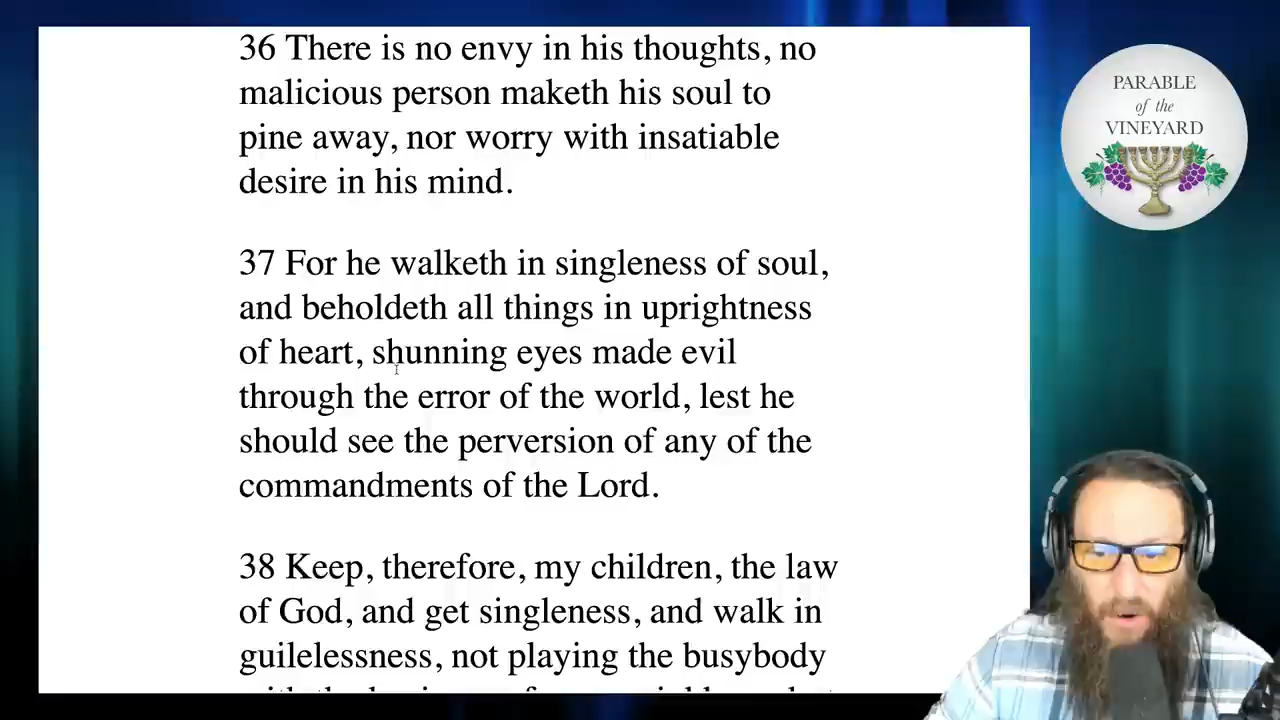 36 There is no envy in his thoughts, no
malicious person maketh his soul to
pine away, nor worry with insatiable
desire in his mind.
37 For he walketh in singleness of soul,
and beholdeth all things in uprightness
of heart, shunning eyes made evil
through the error of the world, lest he
should see the perversion of any of the
commandments of the Lord.
38 Keep, therefore, my children, the law
of God, and get singleness, and walk in
guilelessness, not playing the busybody
PARABLE
of the
VINEYARD